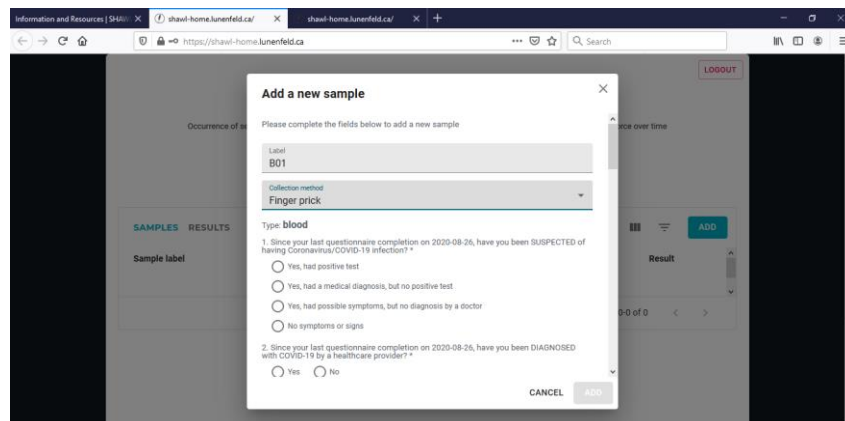 Information and Resources | SHAWL
shawl-home.lunenfeld.ca/
shawl-home.lunenfeld.ca/
https://shawl-home.lunenfeld.ca
Search
LOGOUT
Add a new sample
Occurrence of
Please complete the fields below to add a new sample
over time
Label
B01
Collection method
Finger prick
Type: blood
SAMPLES RESULTS
ADD
1. Since your last questionnaire completion on 2020-08-26, have you been SUSPECTED of
having Coronavirus/COVID-19 infection? *
Sample label
Result
Yes, had positive test
Yes, had a medical diagnosis, but no positive test
Yes, had possible symptoms, but no diagnosis by a doctor
0-0 of 0
No symptoms or signs
2. Since your last questionnaire completion on 2020-08-26, have you been DIAGNOSED
with COVID-19 by a healthcare provider? *
Yes No
CANCEL ADD